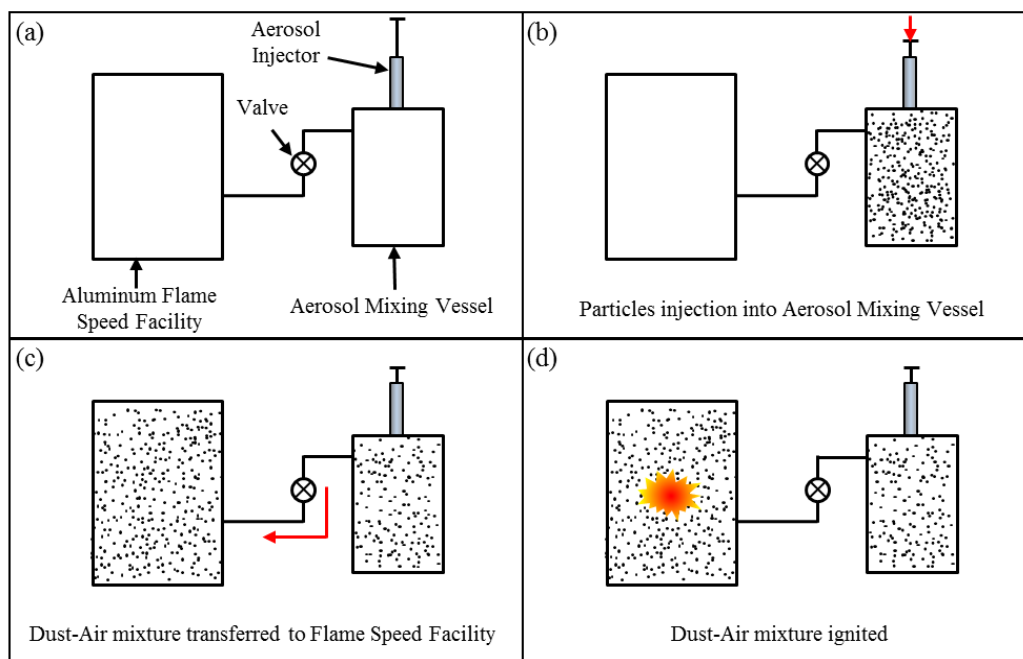 (a)
Aerosol
Injector
Valve
Aluminum Flame
Speed Facility
Aerosol Mixing Vessel
(b)
Particles injection into Aerosol Mixing Vessel
(c)
Dust-Air mixture transferred to Flame Speed Facility
(d)
Dust-Air mixture ignited